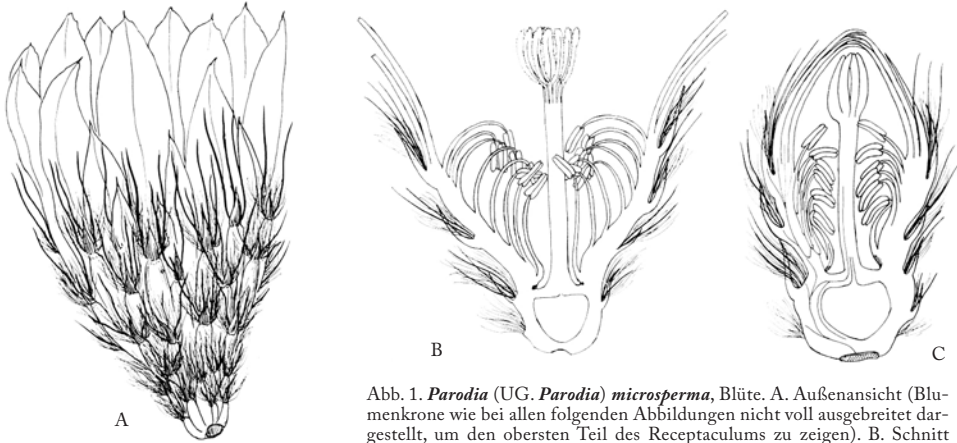 A
B
C
Abb. 1. Parodia (UG. Parodia) microsperma, Blüte. A. Außenansicht (Blu-
menkrone wie bei allen folgenden Abbildungen nicht voll ausgebreitet dar-
gestellt, um den obersten Teil des Receptaculums zu zeigen). B. Schnitt